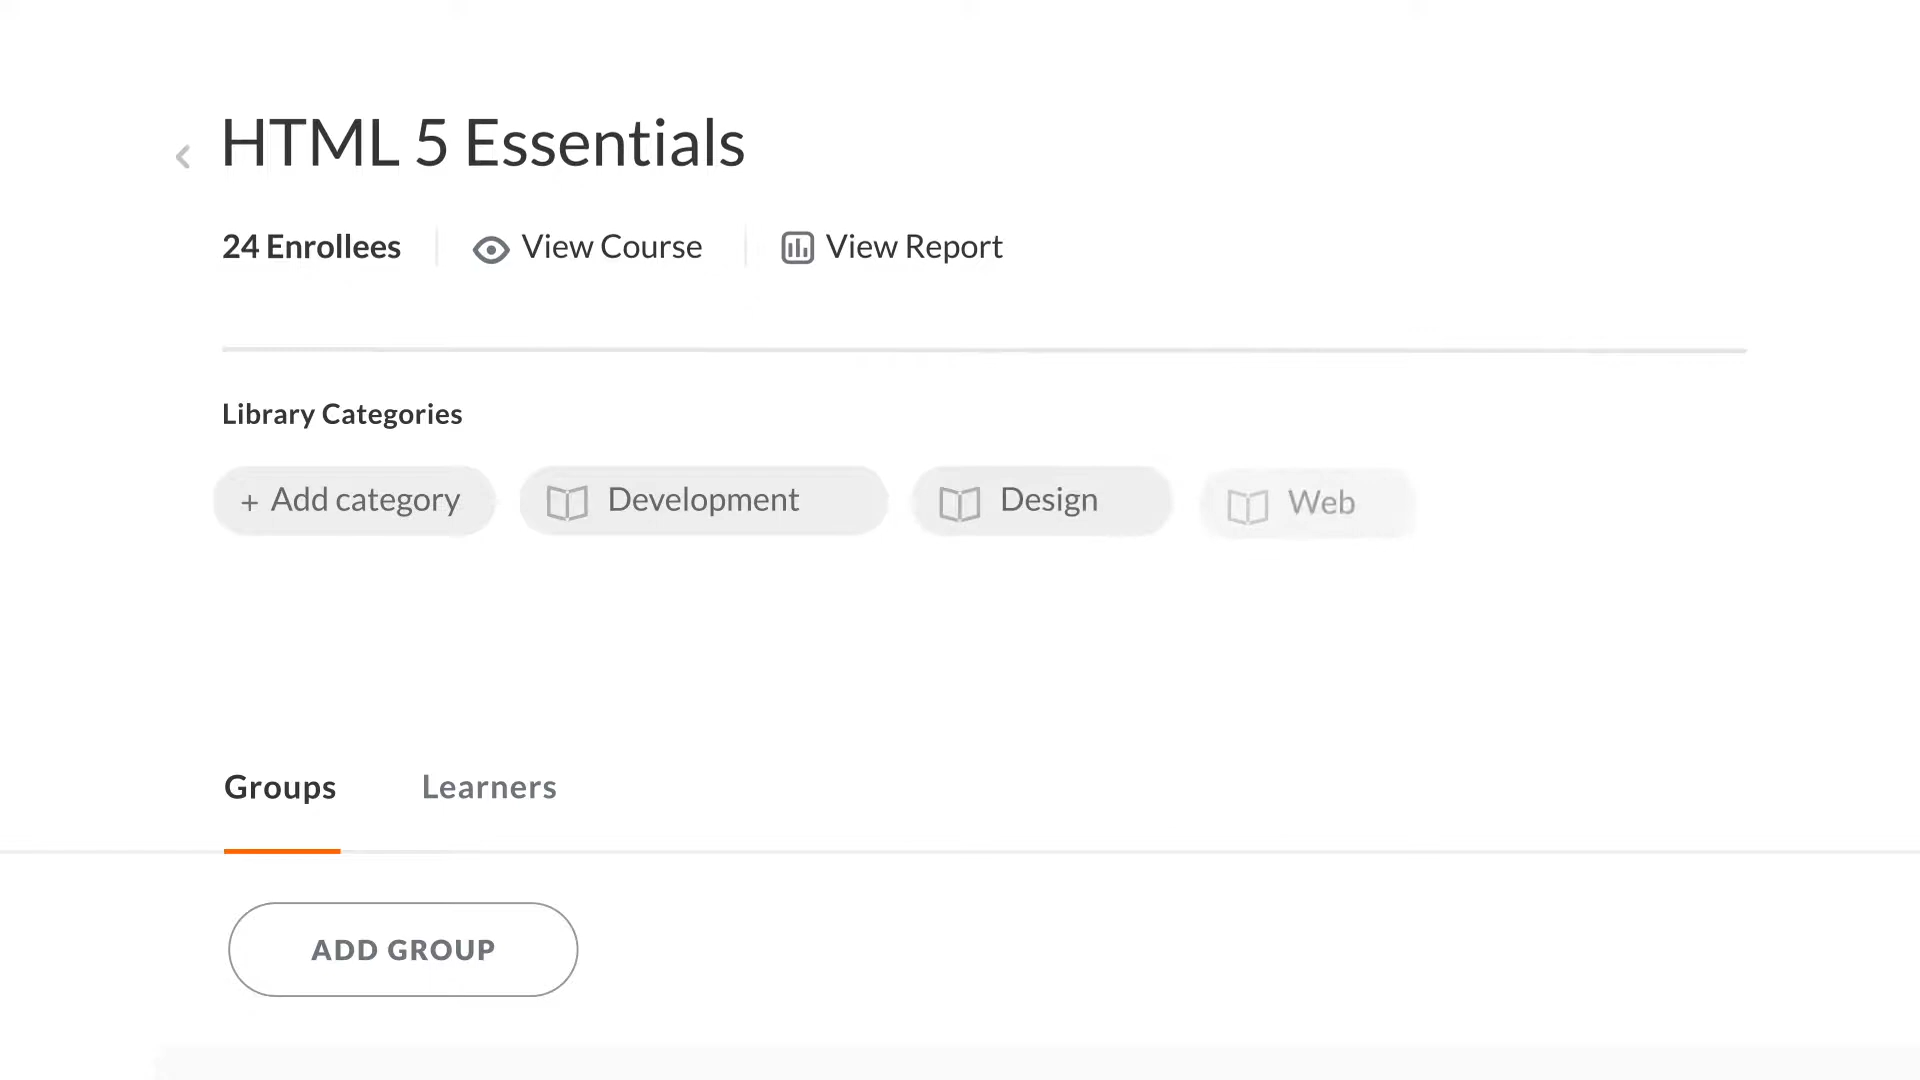 HTML 5 Essentials
24 Enrollees View Course View Report
Library Categories
+ Add category Development Design Web
Groups Learners
ADD GROUP